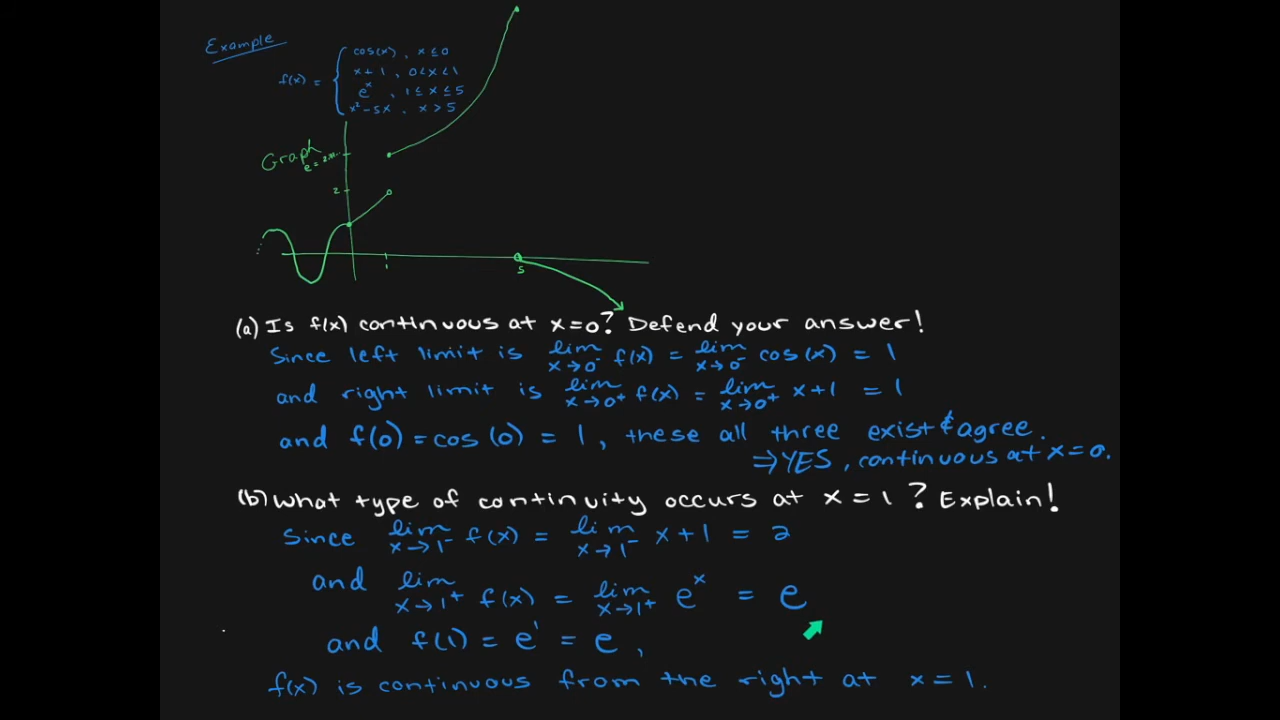 Example
f(x) = { cos(x), x ≤ 0
x + 1, 0 < x < 1
e^x, 1 ≤ x ≤ 5
x² - 5x, x > 5
Graph
2
1
5
(a) Is f(x) continuous at x=0? Defend your answer!
Since left limit is lim x→0⁻ f(x) = lim x→0⁻ cos(x) = 1
and right limit is lim x→0⁺ f(x) = lim x→0⁺ x+1 = 1
and f(0) = cos(0) = 1, these all three exist & agree.
⇒ YES, continuous at x=0.
(b) What type of continuity occurs at x = 1? Explain!
Since lim x→1⁻ f(x) = lim x→1⁻ x+1 = 2
and lim x→1⁺ f(x) = lim x→1⁺ e^x = e
and f(1) = e^1 = e,
f(x) is continuous from the right at x = 1.